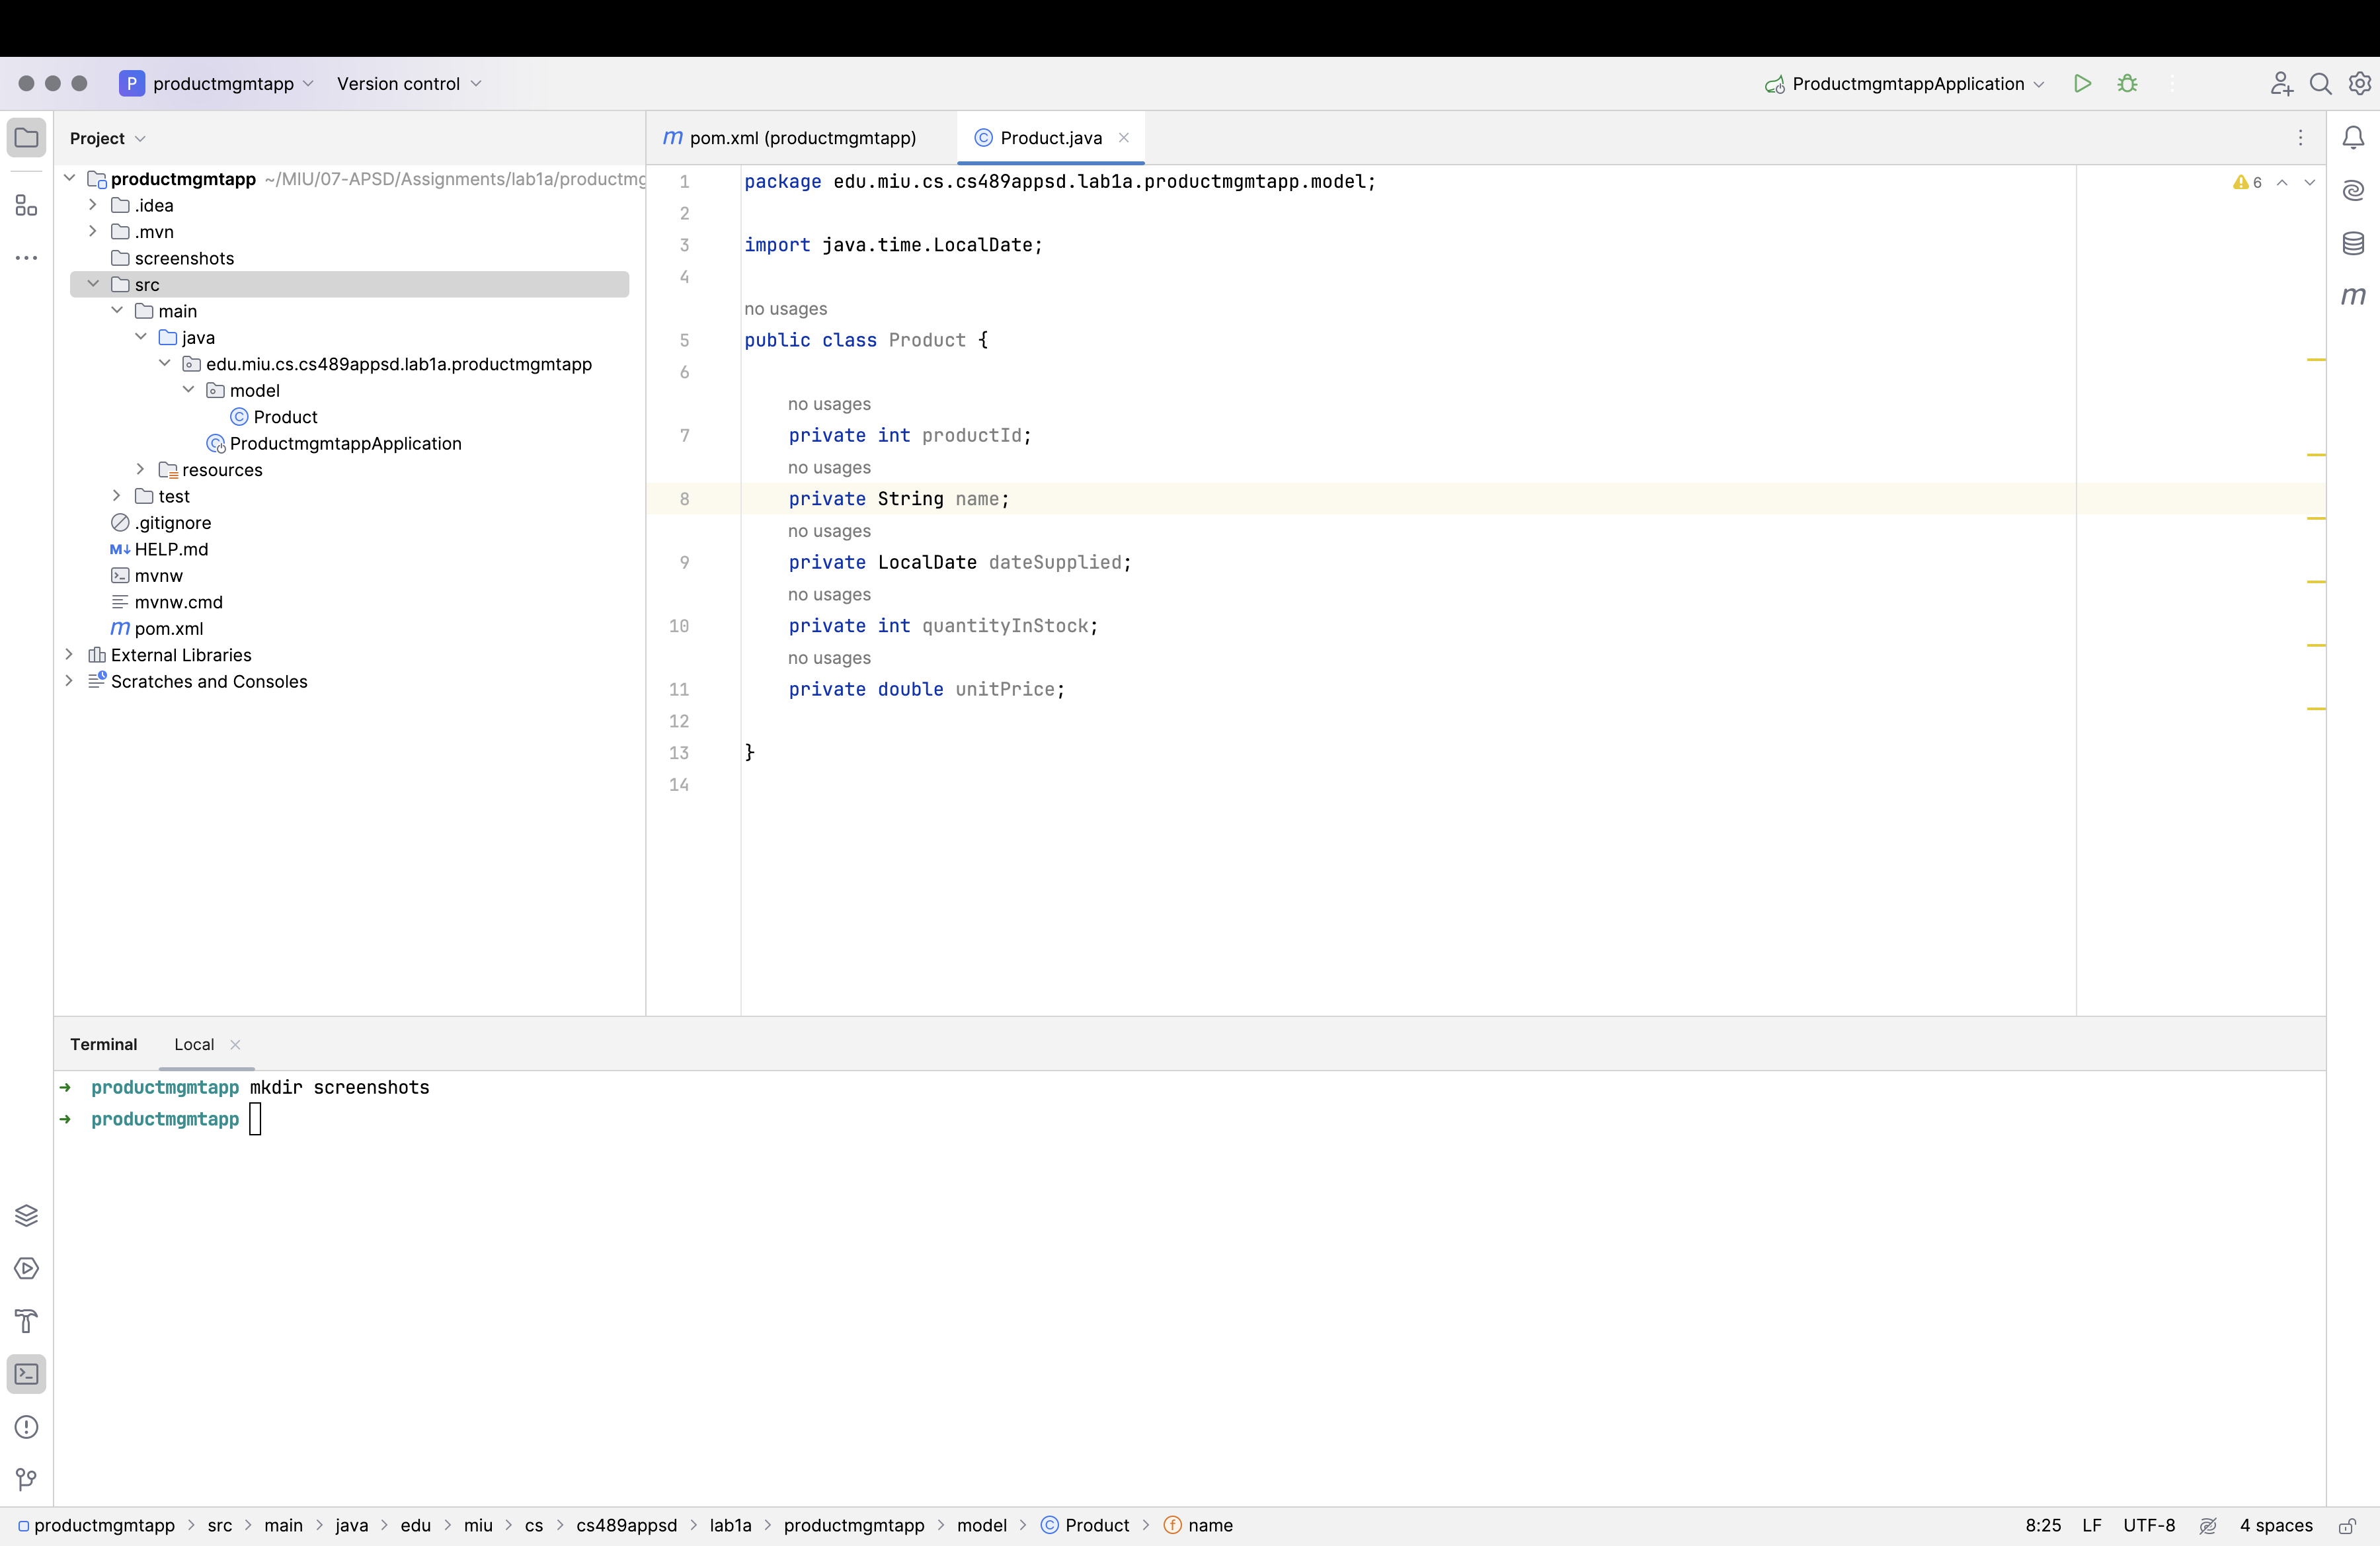 P productmgmtapp Version control ProductmgmtappApplication
Project
productmgmtapp ~/MIU/07-APSD/Assignments/lab1a/productmg
.idea
.mvn
screenshots
src
main
java
edu.miu.cs.cs489appsd.lab1a.productmgmtapp
model
Product
ProductmgmtappApplication
resources
test
.gitignore
HELP.md
mvnw
mvnw.cmd
pom.xml
External Libraries
Scratches and Consoles
pom.xml (productmgmtapp) Product.java
6
1 package edu.miu.cs.cs489appsd.lab1a.productmgmtapp.model;
2
3 import java.time.LocalDate;
4
no usages
5 public class Product {
6
no usages
7 private int productId;
no usages
8 private String name;
no usages
9 private LocalDate dateSupplied;
no usages
10 private int quantityInStock;
no usages
11 private double unitPrice;
12
13 }
14
Terminal Local
→ productmgmtapp mkdir screenshots
→ productmgmtapp
productmgmtapp > src > main > java > edu > miu > cs > cs489appsd > lab1a > productmgmtapp > model > Product > name 8:25 LF UTF-8 4 spaces